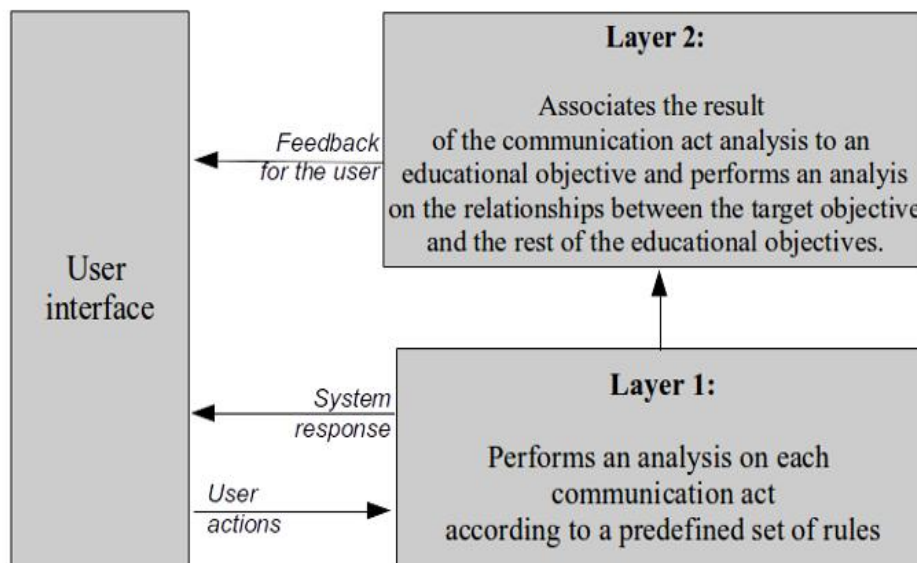 Layer 2:
Associates the result
of the communication act analysis to an
educational objective and performs an analyis
on the relationships between the target objective
and the rest of the educational objectives.
Feedback
for the user
User
interface
System
response
User
actions
Layer 1:
Performs an analysis on each
communication act
according to a predefined set of rules